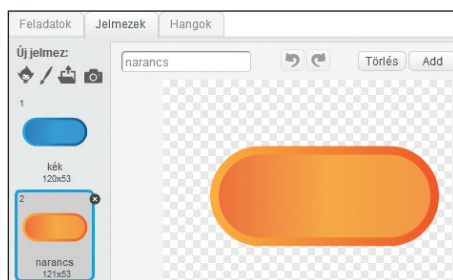 Feladatok Jelmezek Hangok
Új jelmez:
narancs
Törlés Add
1
kék
120x53
2
narancs
121x53